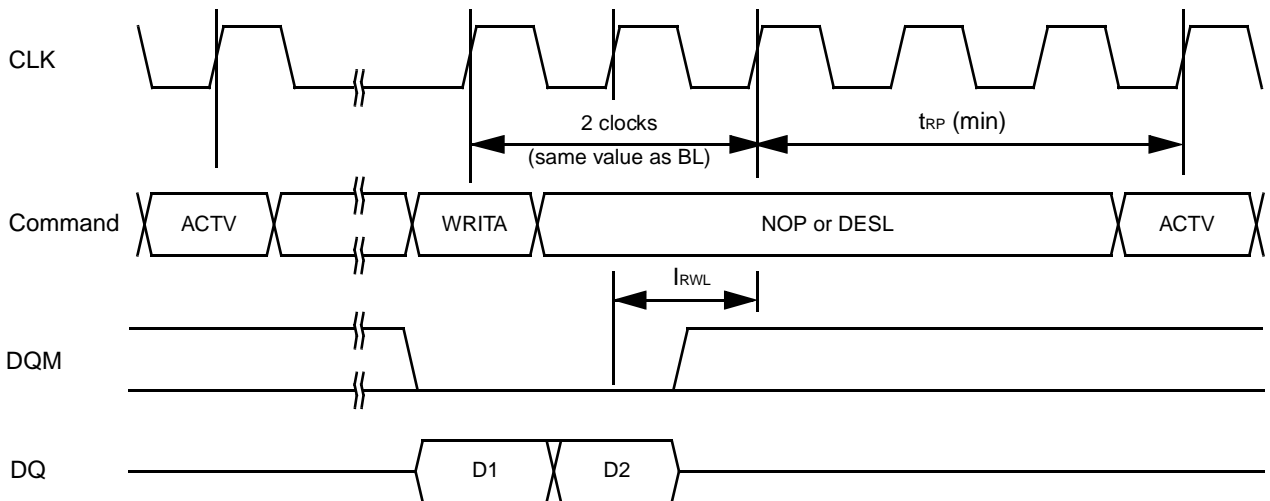 CLK
2 clocks
(same value as BL)
tRP (min)
Command
ACTV
WRITA
NOP or DESL
ACTV
IRWL
DQM
DQ
D1
D2